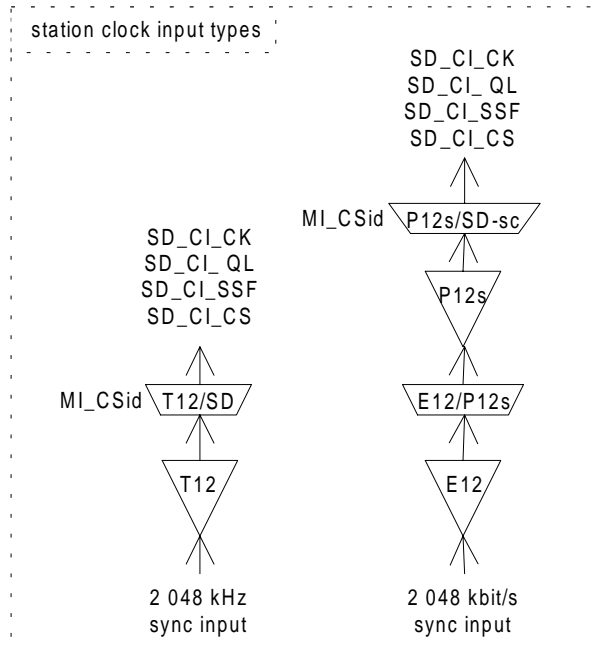 station clock input types
SD_CI_CK
SD_CI_ QL
SD_CI_SSF
SD_CI_CS
MI_CSid
P12s/SD-sc
P12s
E12/P12s
E12
2 048 kbit/s
sync input
SD_CI_CK
SD_CI_ QL
SD_CI_SSF
SD_CI_CS
MI_CSid
T12/SD
T12
2 048 kHz
sync input